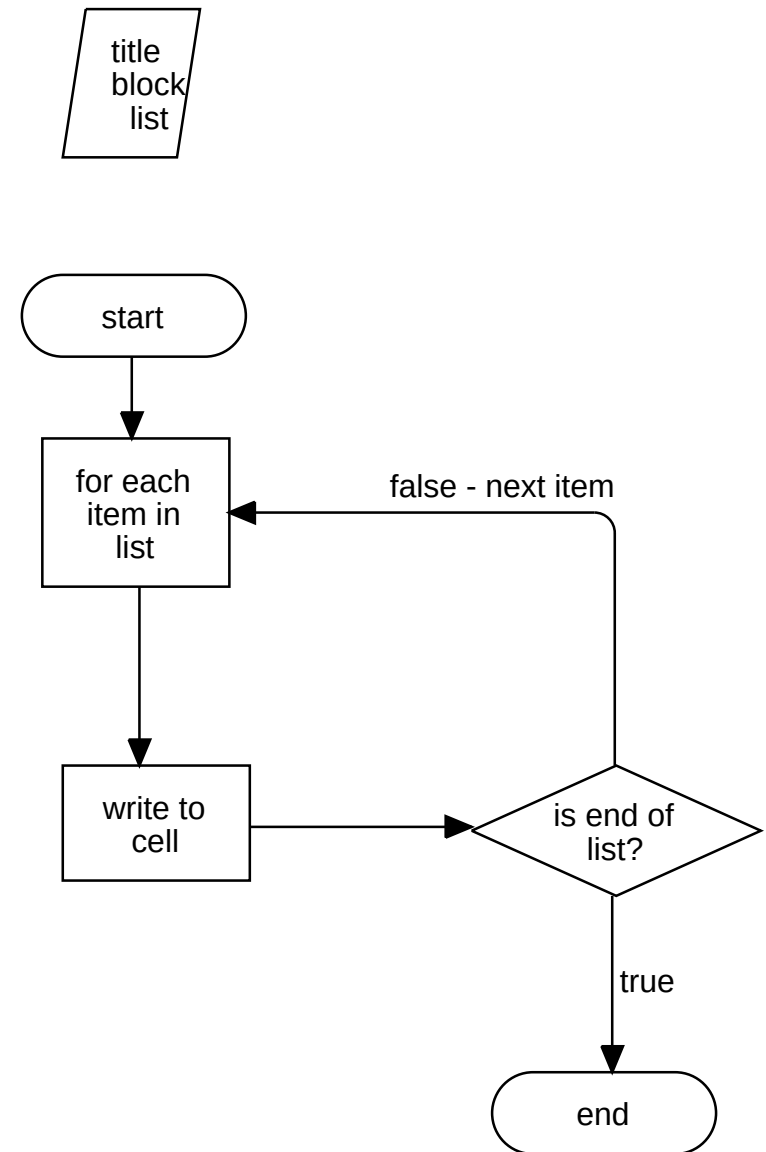 title
block
list
start
for each
item in
list
false - next item
write to
cell
is end of
list?
true
end